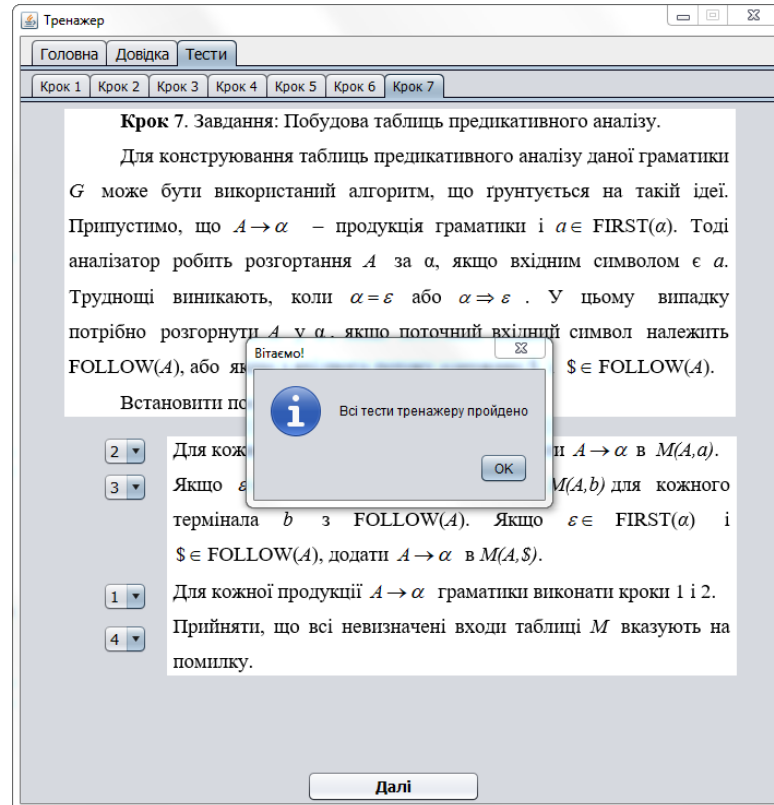 Тренажер
Головна Довідка Тести
Крок 1 Крок 2 Крок 3 Крок 4 Крок 5 Крок 6 Крок 7
Крок 7. Завдання: Побудова таблиць предикативного аналізу.
Для конструювання таблиць предикативного аналізу даної граматики
G може бути використаний алгоритм, що ґрунтується на такій ідеї.
Припустимо, що A → α – продукція граматики і a ∈ FIRST(α). Тоді
аналізатор робить розгортання A за α, якщо вхідним символом є a.
Труднощі виникають, коли α = ε або α ⇒ ε . У цьому випадку
потрібно розгорнути A у α, якщо поточний вхідний символ належить
FOLLOW(A), або $ ∈ FOLLOW(A).
Встановити
Вітаємо!
Всі тести тренажеру пройдено
OK
2 Для A → α в M(A,a).
3 Якщо M(A,b) для кожного
термінала b з FOLLOW(A). Якщо ε ∈ FIRST(α) і
$ ∈ FOLLOW(A), додати A → α в M(A,$).
1 Для кожної продукції A → α граматики виконати кроки 1 і 2.
4 Прийняти, що всі невизначені входи таблиці M вказують на
помилку.
Далі